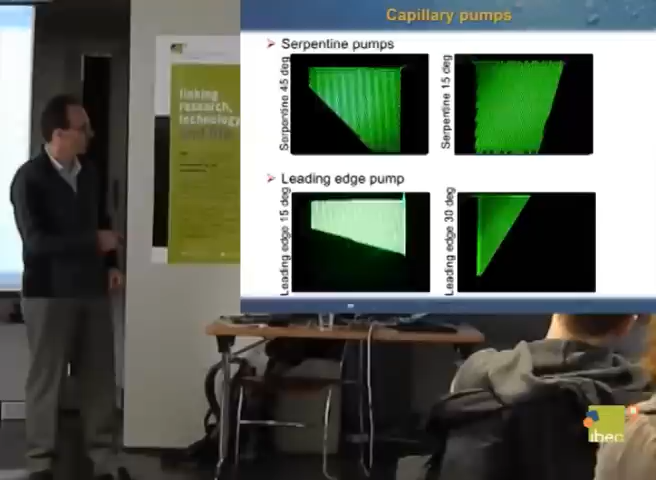 Capillary pumps
Serpentine pumps
Serpentine 45 deg
Serpentine 15 deg
Leading edge pump
Leading edge 15 deg
Leading edge 30 deg
linking
research,
technology
ibec